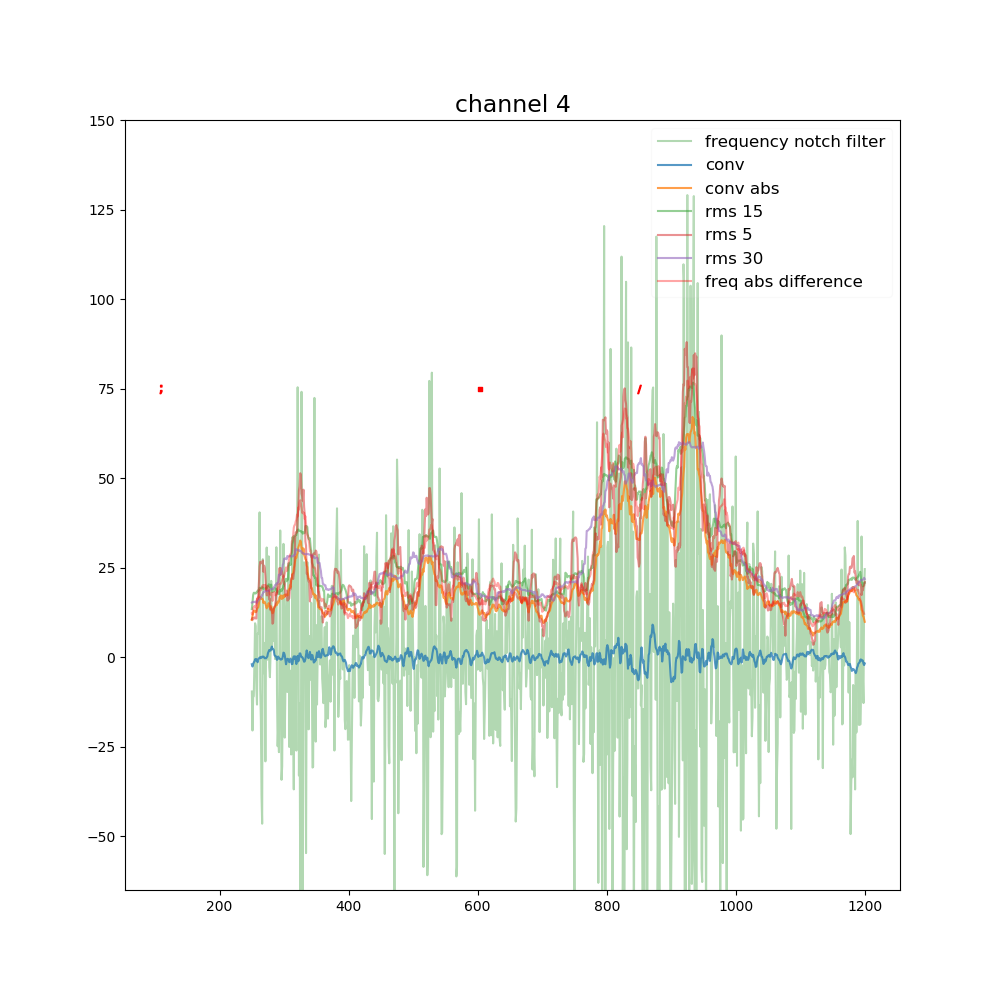 channel 4
150
125
100
75
50
25
0
−25
−50
frequency notch filter
conv
conv abs
rms 15
rms 5
rms 30
freq abs difference
;
.
/
200 400 600 800 1000 1200